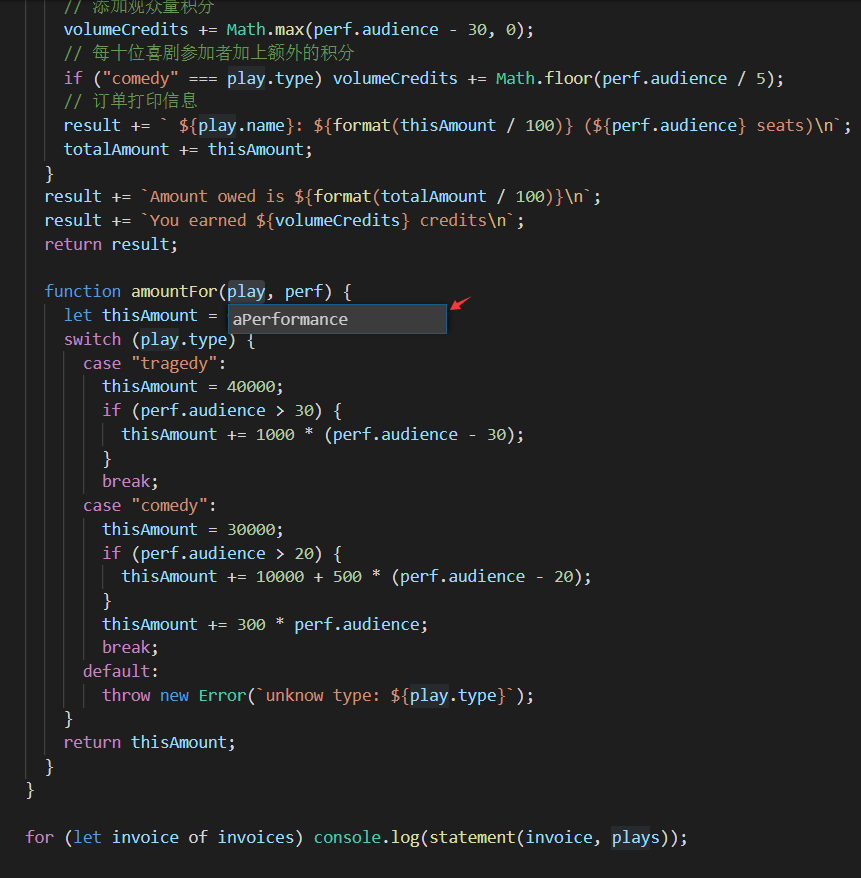 // 添加观众量积分
volumeCredits += Math.max(perf.audience - 30, 0);
// 每十位喜剧参加者加上额外的积分
if ("comedy" === play.type) volumeCredits += Math.floor(perf.audience / 5);
// 订单打印信息
result += ` ${play.name}: ${format(thisAmount / 100)} (${perf.audience} seats)\n`;
totalAmount += thisAmount;
}
result += `Amount owed is ${format(totalAmount / 100)}\n`;
result += `You earned ${volumeCredits} credits\n`;
return result;
function amountFor(play, perf) {
let thisAmount =
aPerformance
switch (play.type) {
case "tragedy":
thisAmount = 40000;
if (perf.audience > 30) {
thisAmount += 1000 * (perf.audience - 30);
}
break;
case "comedy":
thisAmount = 30000;
if (perf.audience > 20) {
thisAmount += 10000 + 500 * (perf.audience - 20);
}
thisAmount += 300 * perf.audience;
break;
default:
throw new Error(`unknow type: ${play.type}`);
}
return thisAmount;
}
}
for (let invoice of invoices) console.log(statement(invoice, plays));